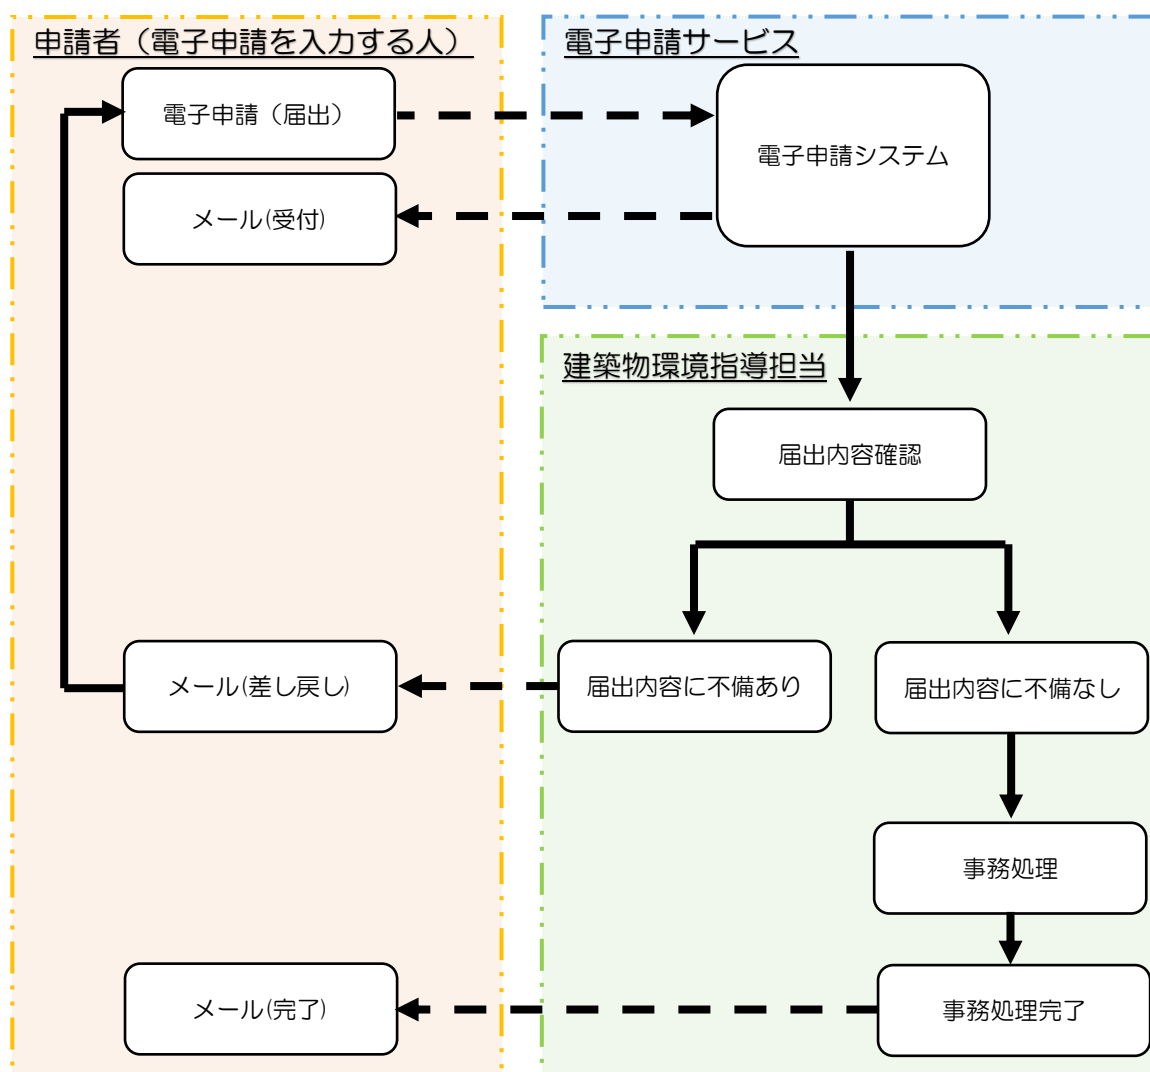 申請者（電子申請を入力する人）
電子申請サービス
電子申請（届出）
電子申請システム
メール(受付)
建築物環境指導担当
届出内容確認
メール(差し戻し)
届出内容に不備あり
届出内容に不備なし
事務処理
メール(完了)
事務処理完了